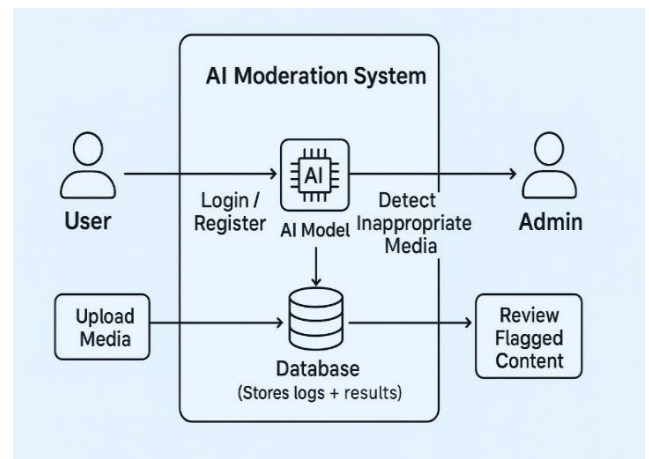 AI Moderation System
AI
User
Login /
Register
AI Model
Detect
Inappropriate
Media
Admin
Upload
Media
Database
(Stores logs + results)
Review
Flagged
Content